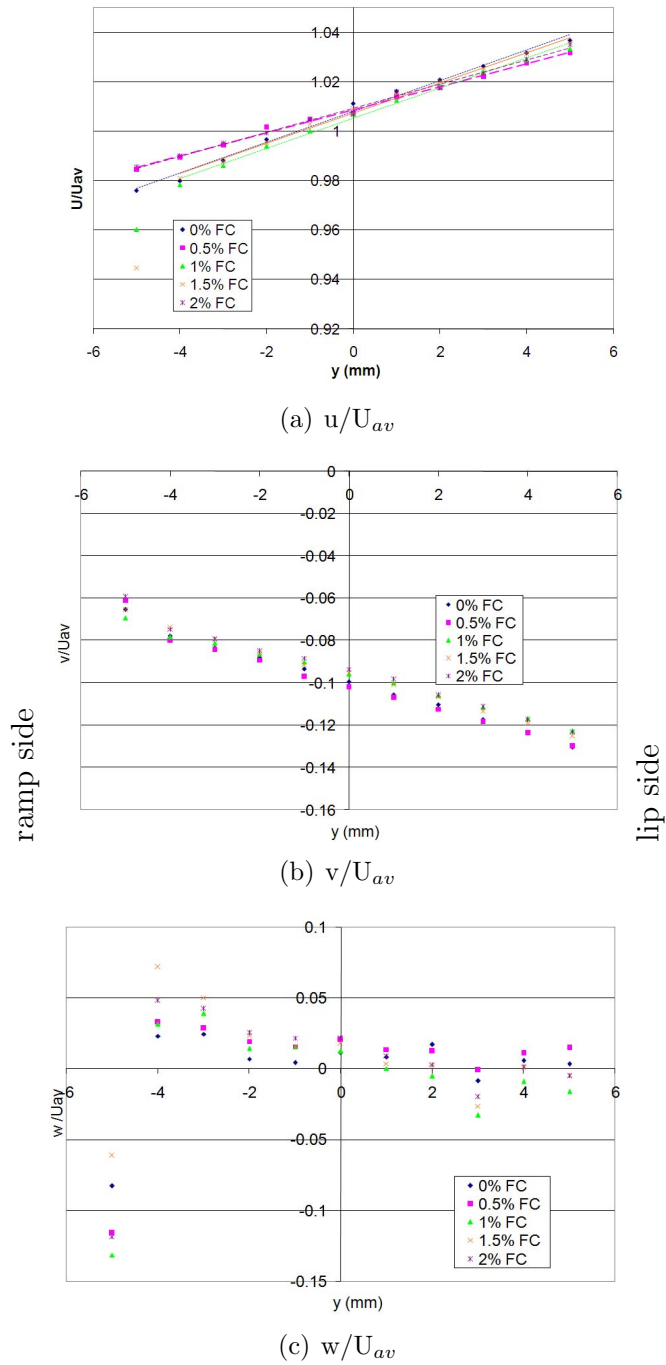 1.04
1.02
1
0.98
0.96
0.94
0.92
U/Uav
0% FC
0.5% FC
1% FC
1.5% FC
2% FC
-6 -4 -2 0 2 4 6
y (mm)
(a) u/U_av
0
-6 -4 -2 0 2 4 6
-0.02
-0.04
-0.06
-0.08
-0.1
-0.12
-0.14
-0.16
v/Uav
0% FC
0.5% FC
1% FC
1.5% FC
2% FC
y (mm)
ramp side
lip side
(b) v/U_av
0.1
0.05
0
-0.05
-0.1
-0.15
-6 -4 -2 0 2 4 6
w/Uav
0% FC
0.5% FC
1% FC
1.5% FC
2% FC
y (mm)
(c) w/U_av